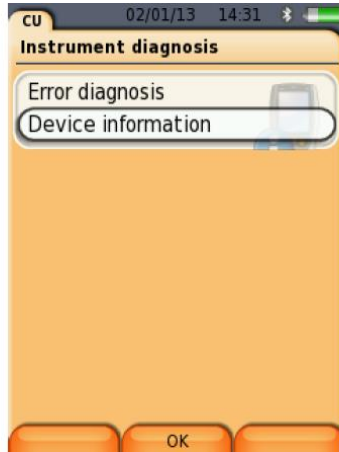 CU 02/01/13 14:31
Instrument diagnosis
Error diagnosis
Device information
OK